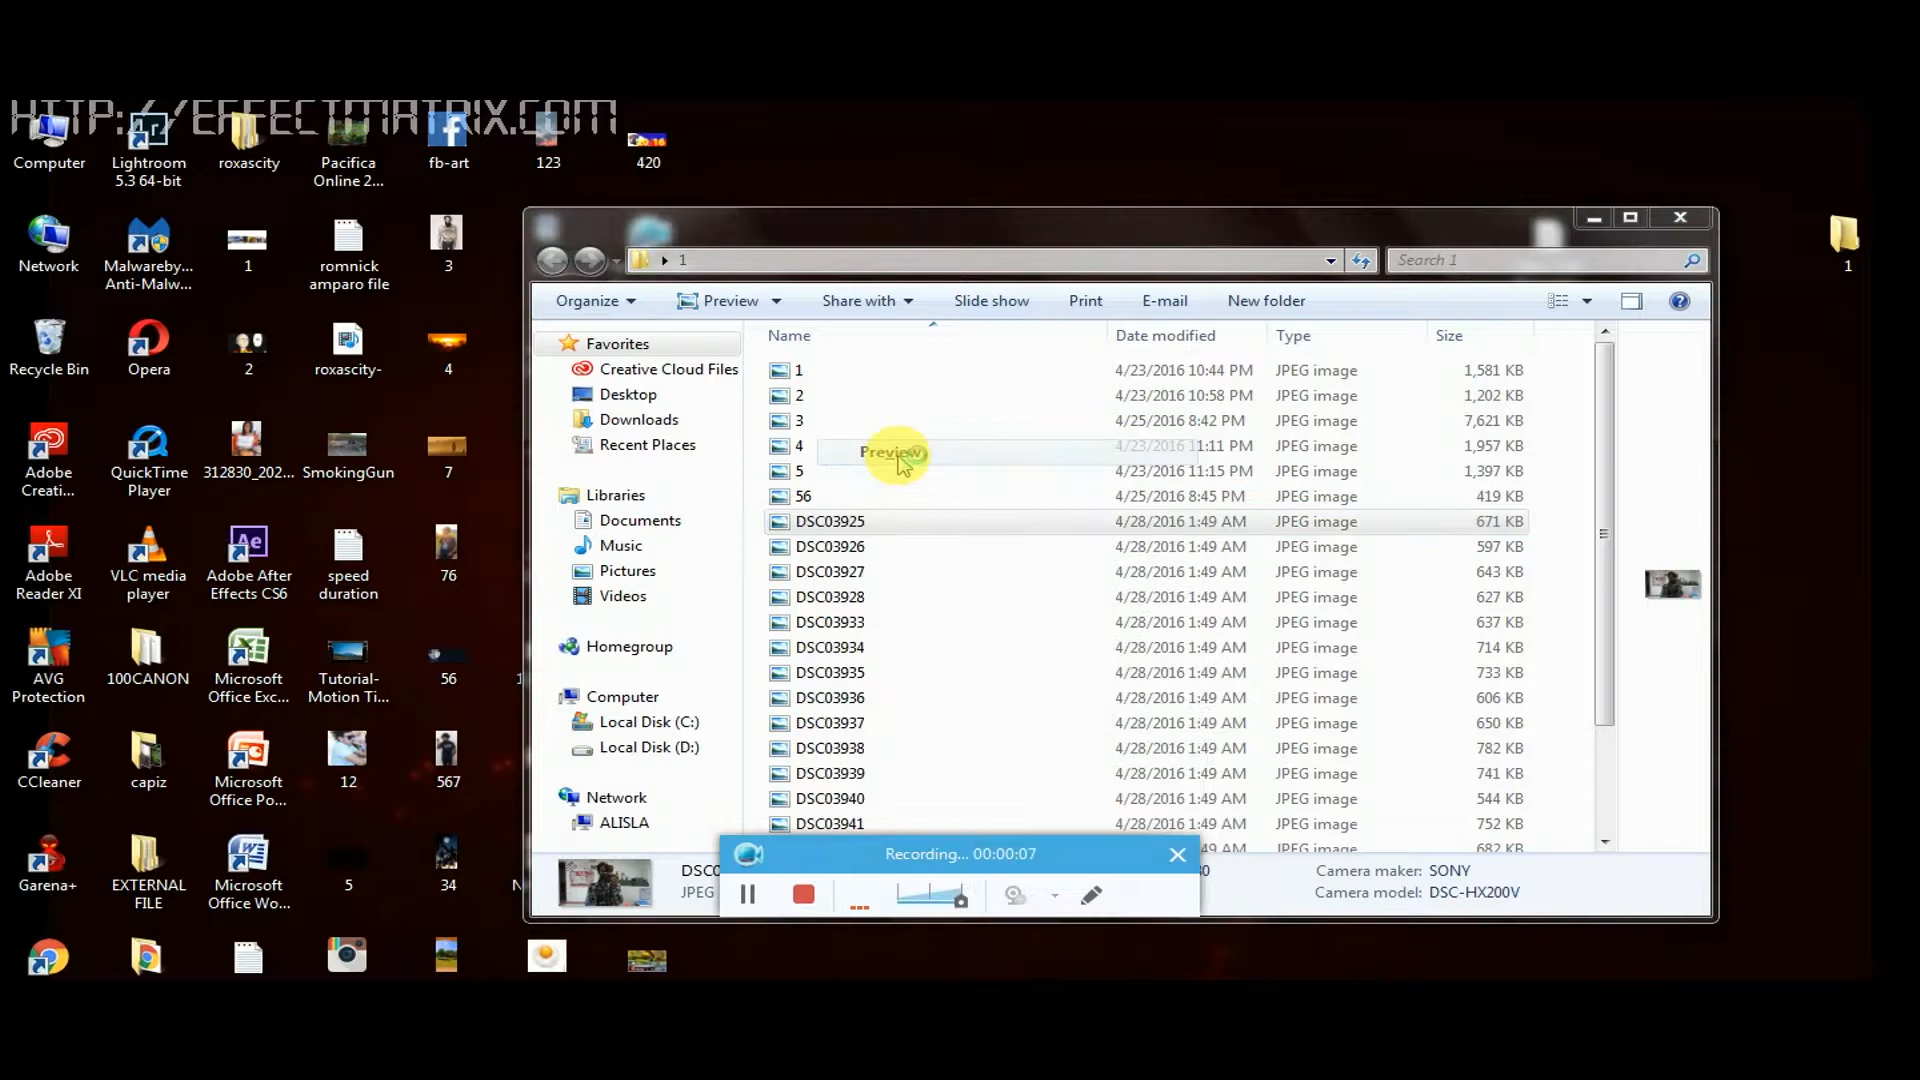 HTTP://EFFECTMATRIX.COM
Computer
Lightroom
5.3 64-bit
roxascity
Pacifica
Online 2...
fb-art
123
420
Network
Malwareby...
Anti-Malw...
1
romnick
amparo file
3
Recycle Bin
Opera
2
roxascity-
4
Adobe
Creati...
QuickTime
Player
312830_202...
SmokingGun
7
Adobe
Reader XI
VLC media
player
Adobe After
Effects CS6
speed
duration
76
AVG
Protection
100CANON
Microsoft
Office Exc...
Tutorial-
Motion Ti...
56
CCleaner
capiz
Microsoft
Office Po...
12
567
Garena+
EXTERNAL
FILE
Microsoft
Office Wo...
5
34
1
1
Search 1
Organize
Preview
Share with
Slide show
Print
E-mail
New folder
Favorites
Creative Cloud Files
Desktop
Downloads
Recent Places
Libraries
Documents
Music
Pictures
Videos
Homegroup
Computer
Local Disk (C:)
Local Disk (D:)
Network
ALISLA
Name Date modified Type Size
1 4/23/2016 10:44 PM JPEG image 1,581 KB
2 4/23/2016 10:58 PM JPEG image 1,202 KB
3 4/25/2016 8:42 PM JPEG image 7,621 KB
4 4/23/2016 11:11 PM JPEG image 1,957 KB
Preview
5 4/23/2016 11:15 PM JPEG image 1,397 KB
56 4/25/2016 8:45 PM JPEG image 419 KB
DSC03925 4/28/2016 1:49 AM JPEG image 671 KB
DSC03926 4/28/2016 1:49 AM JPEG image 597 KB
DSC03927 4/28/2016 1:49 AM JPEG image 643 KB
DSC03928 4/28/2016 1:49 AM JPEG image 627 KB
DSC03933 4/28/2016 1:49 AM JPEG image 637 KB
DSC03934 4/28/2016 1:49 AM JPEG image 714 KB
DSC03935 4/28/2016 1:49 AM JPEG image 733 KB
DSC03936 4/28/2016 1:49 AM JPEG image 606 KB
DSC03937 4/28/2016 1:49 AM JPEG image 650 KB
DSC03938 4/28/2016 1:49 AM JPEG image 782 KB
DSC03939 4/28/2016 1:49 AM JPEG image 741 KB
DSC03940 4/28/2016 1:49 AM JPEG image 544 KB
DSC03941 4/28/2016 1:49 AM JPEG image 752 KB
4/28/2016 1:49 AM JPEG image 682 KB
Recording... 00:00:07
DSC0
JPEG
Camera maker: SONY
Camera model: DSC-HX200V